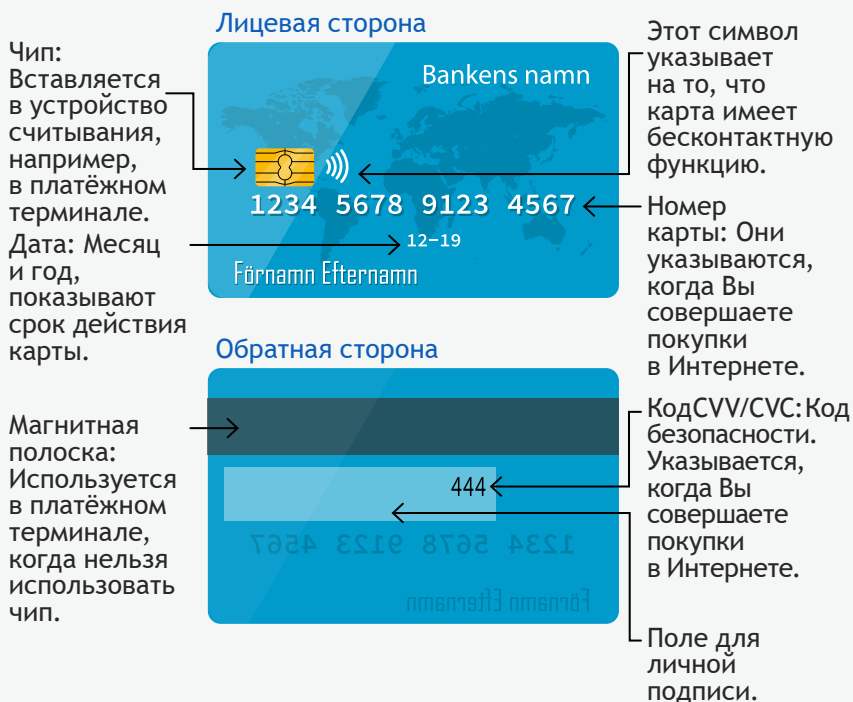 Лицевая сторона
Чип:
Вставляется
в устройство
считывания,
например,
в платёжном
терминале.
Дата: Месяц
и год,
показывают
срок действия
карты.
Bankens namn
1234 5678 9123 4567
12-19
Förnamn Efternamn
Этот символ
указывает
на то, что
карта имеет
бесконтактную
функцию.
Номер
карты: Они
указываются,
когда Вы
совершаете
покупки
в Интернете.
Обратная сторона
Магнитная
полоска:
Используется
в платёжном
терминале,
когда нельзя
использовать
чип.
444
1234 5678 9123 4567
Förnamn Efternamn
КодCVV/CVC: Код
безопасности.
Указывается,
когда Вы
совершаете
покупки
в Интернете.
Поле для
личной
подписи.